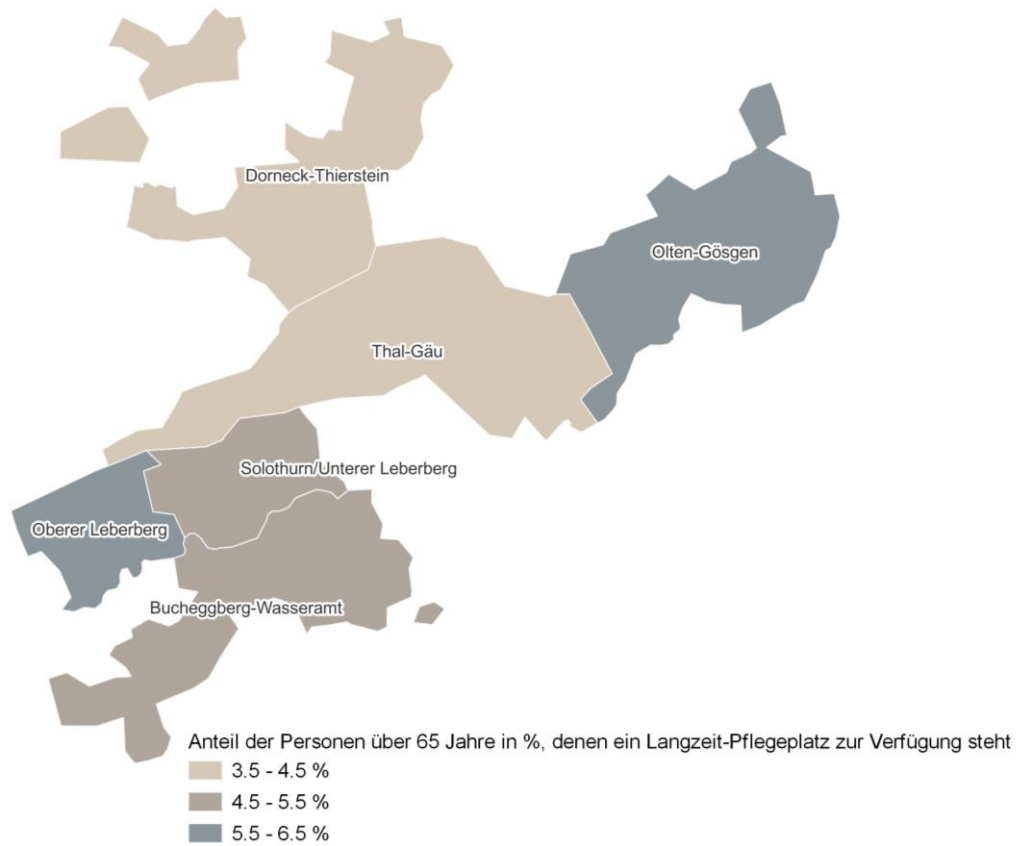 Dorneck-Thierstein
Olten-Gösgen
Thal-Gäu
Solothurn/Unterer Leberberg
Oberer Leberberg
Bucheggberg-Wasseramt
Anteil der Personen über 65 Jahre in %, denen ein Langzeit-Pflegeplatz zur Verfügung steht
3.5 - 4.5 %
4.5 - 5.5 %
5.5 - 6.5 %